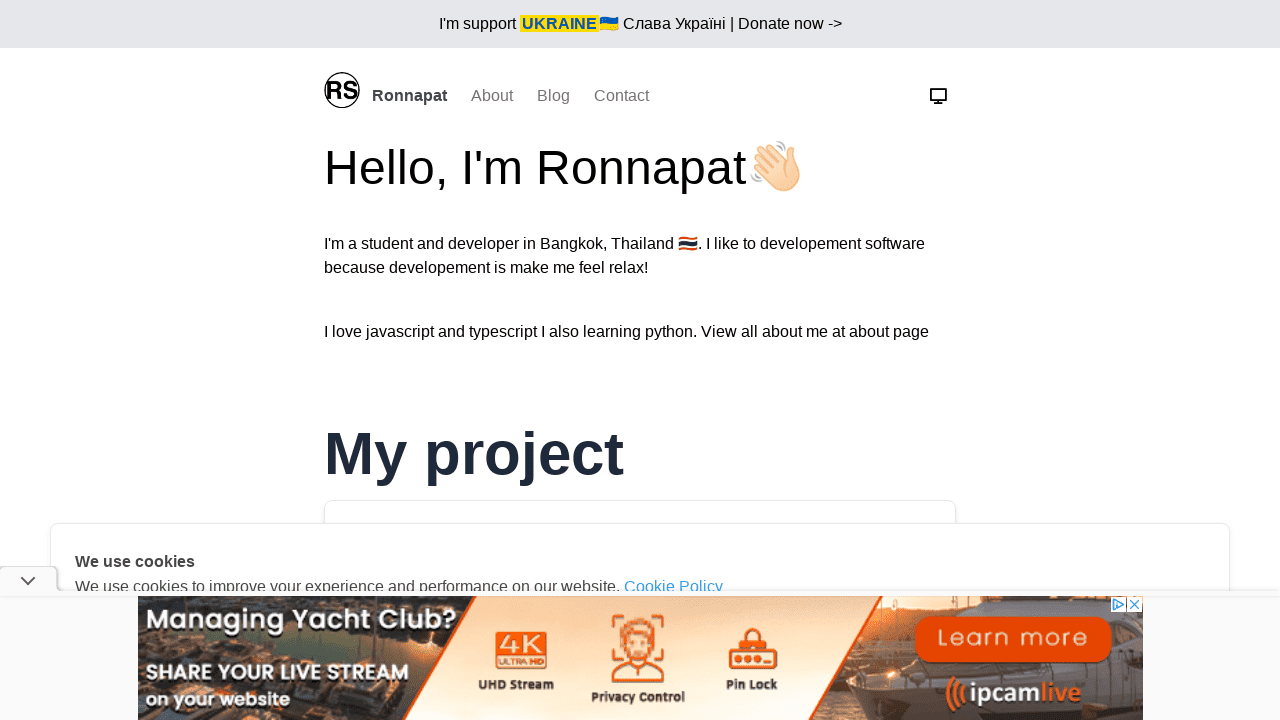 I'm support UKRAINE🇺🇦 Слава Україні | Donate now ->
RS Ronnapat About Blog Contact
Hello, I'm Ronnapat👋🏻
I'm a student and developer in Bangkok, Thailand 🇹🇭. I like to developement software
because developement is make me feel relax!
I love javascript and typescript I also learning python. View all about me at about page
My project
We use cookies
We use cookies to improve your experience and performance on our website. Cookie Policy
Managing Yacht Club?
SHARE YOUR LIVE STREAM
on your website
4K
ULTRA HD
UHD Stream
Privacy Control
Pin Lock
Learn more
ipcamlive